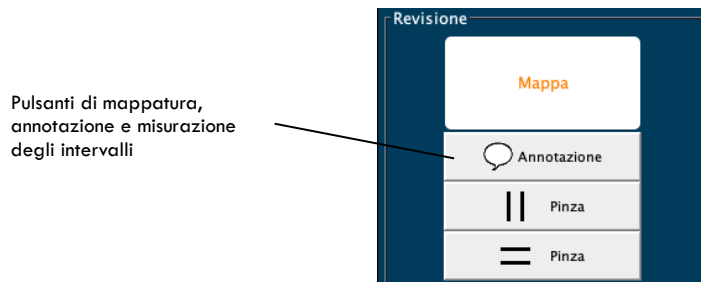 Revisione
Mappa
Pulsanti di mappatura,
annotazione e misurazione
degli intervalli
Annotazione
Pinza
Pinza